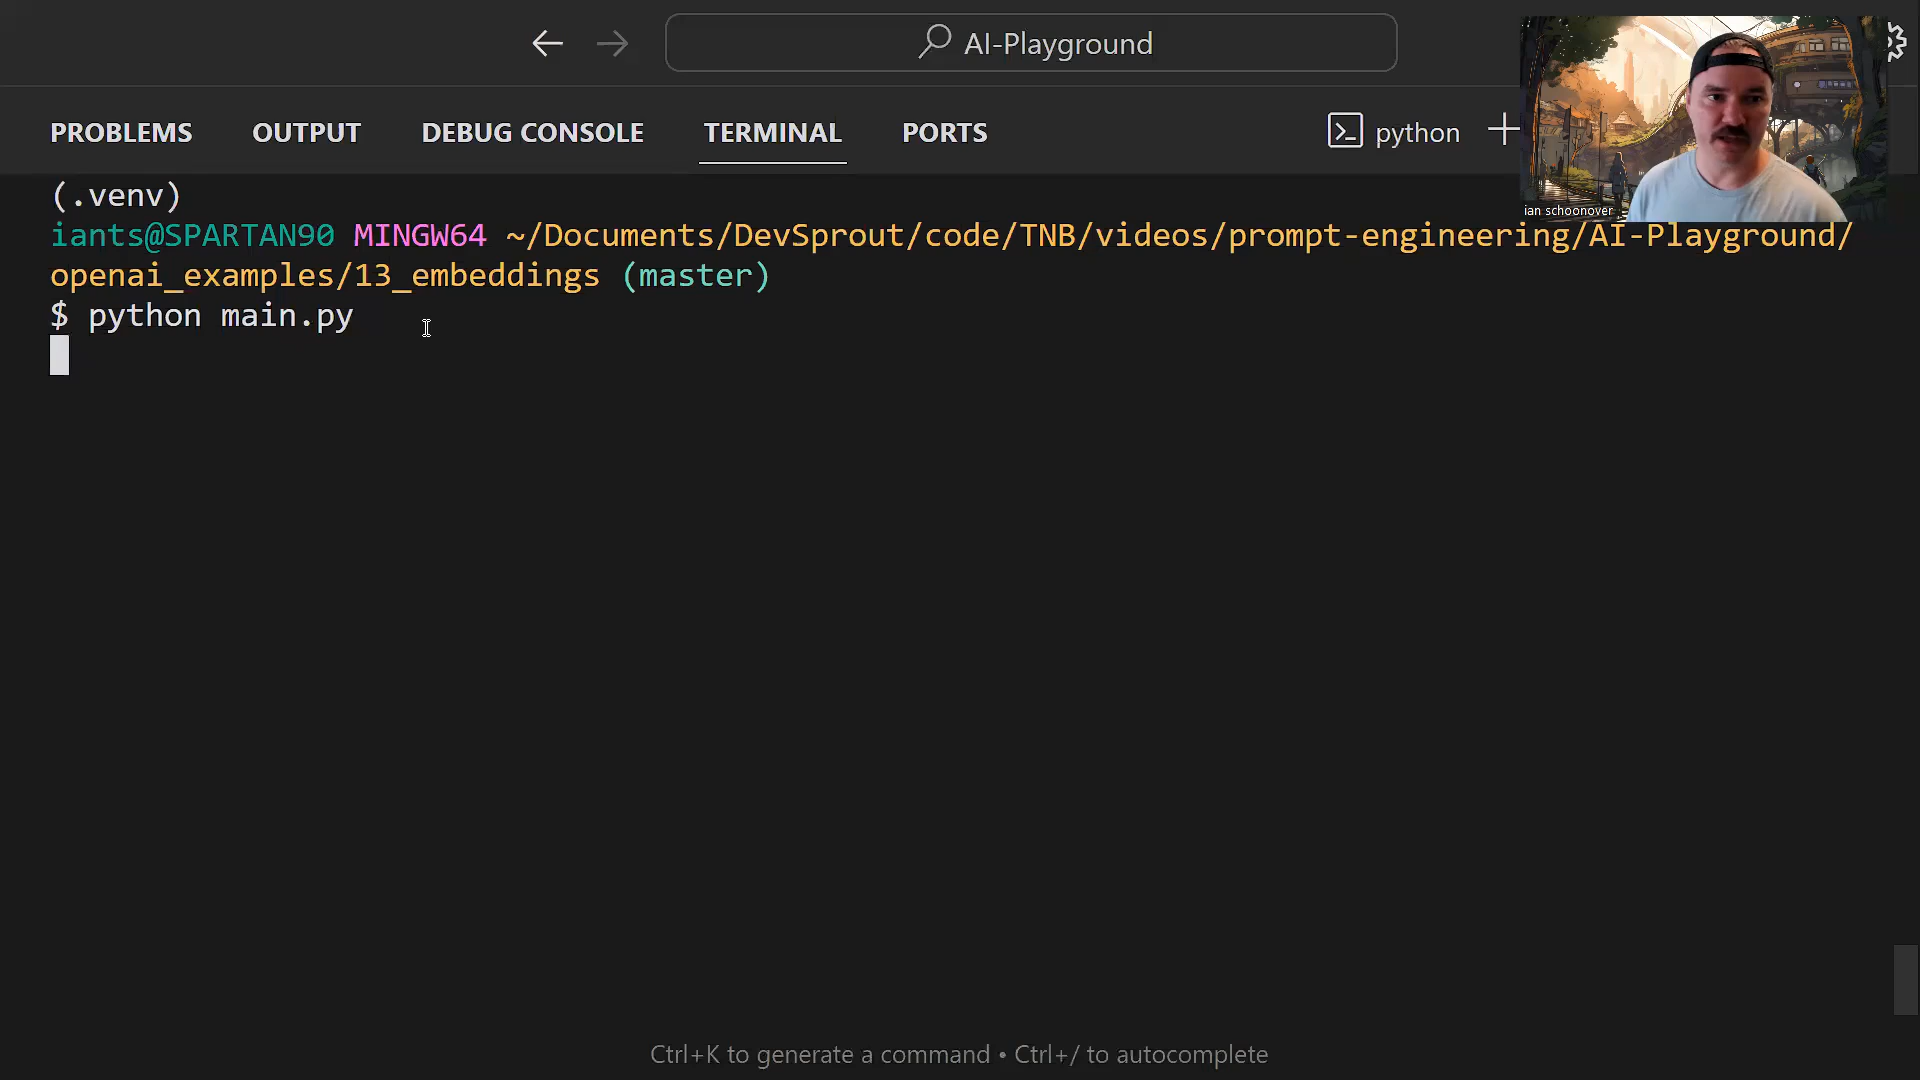 AI-Playground
PROBLEMS OUTPUT DEBUG CONSOLE TERMINAL PORTS python
ian schoonover
(.venv)
iants@SPARTAN90 MINGW64 ~/Documents/DevSprout/code/TNB/videos/prompt-engineering/AI-Playground/
openai_examples/13_embeddings (master)
$ python main.py
Ctrl+K to generate a command • Ctrl+/ to autocomplete